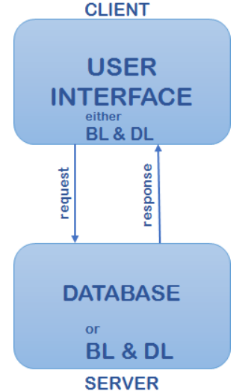 CLIENT
USER
INTERFACE
either
BL & DL
request
response
DATABASE
or
BL & DL
SERVER